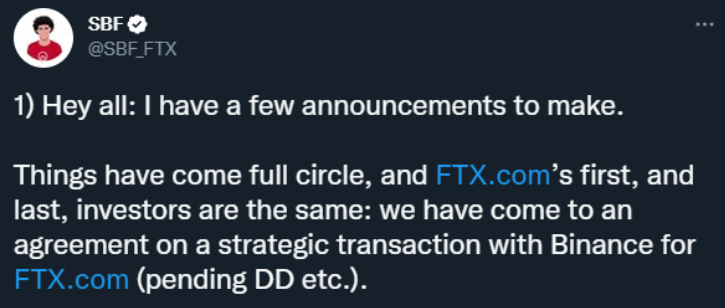 SBF
@SBF_FTX
1) Hey all: I have a few announcements to make.
Things have come full circle, and FTX.com's first, and
last, investors are the same: we have come to an
agreement on a strategic transaction with Binance for
FTX.com (pending DD etc.).